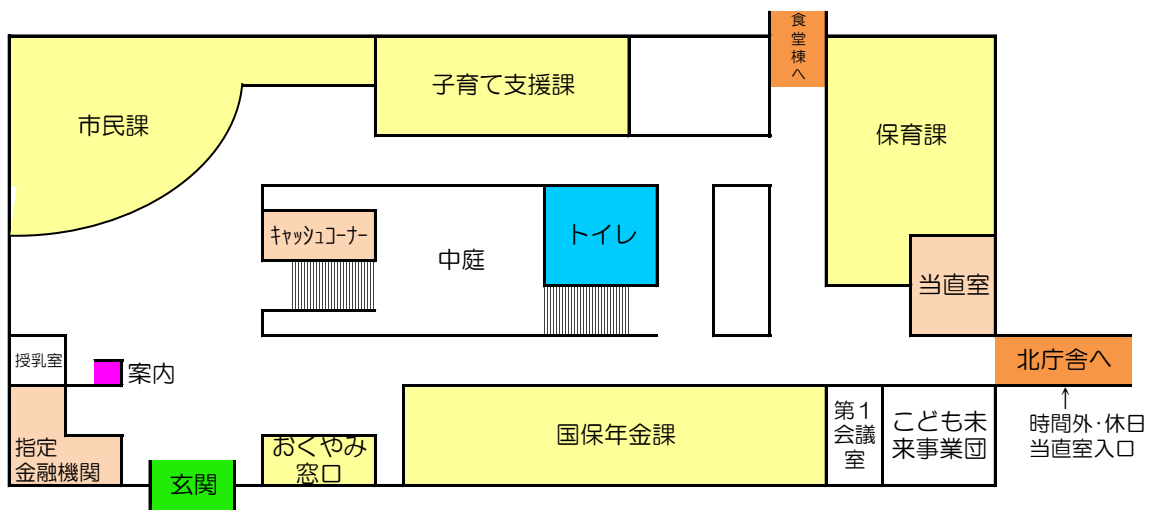 食
堂
棟
へ
子育て支援課
市民課
保育課
ｷｬｯｼｭｺｰﾅｰ
トイレ
中庭
当直室
授乳室
案内
北庁舎へ
↑
時間外･休日
当直室入口
第１
会議
室
こども未
来事業団
国保年金課
おくやみ
窓口
指定
金融機関
玄関